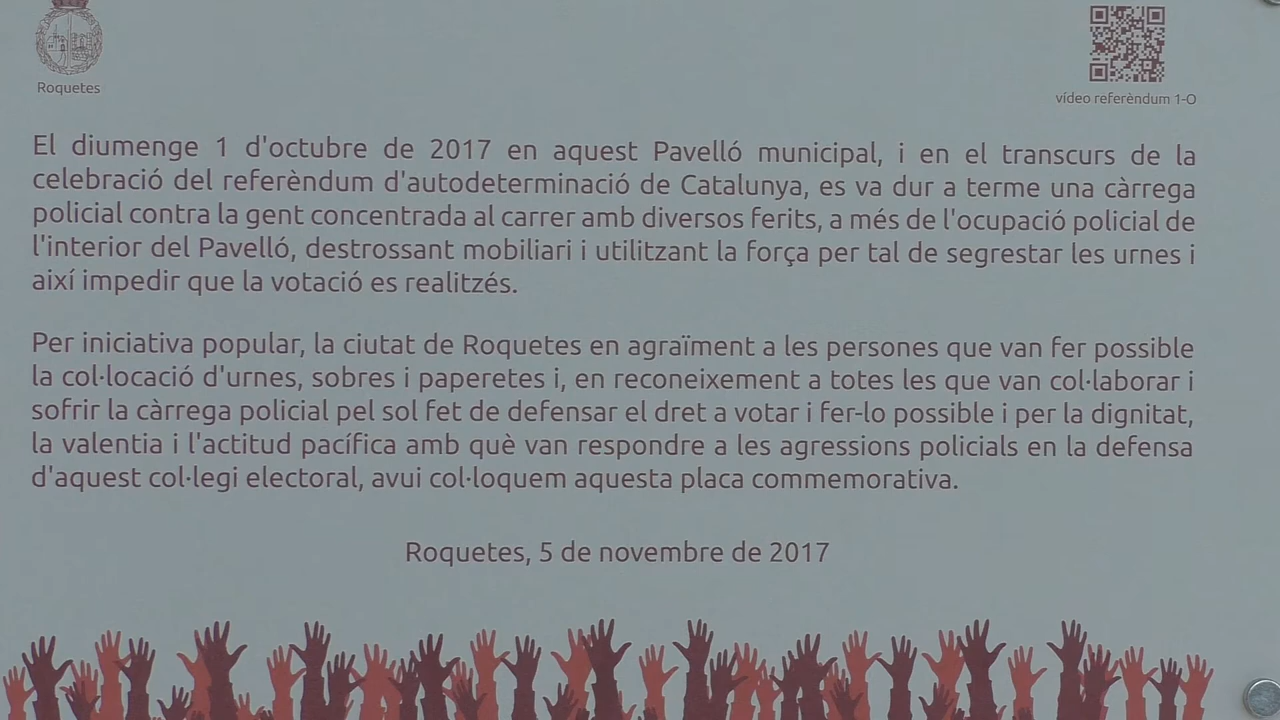 Roquetes
vídeo referèndum 1-O
El diumenge 1 d'octubre de 2017 en aquest Pavelló municipal, i en el transcurs de la
celebració del referèndum d'autodeterminació de Catalunya, es va dur a terme una càrrega
policial contra la gent concentrada al carrer amb diversos ferits, a més de l'ocupació policial de
l'interior del Pavelló, destrossant mobiliari i utilitzant la força per tal de segrestar les urnes i
així impedir que la votació es realitzés.
Per iniciativa popular, la ciutat de Roquetes en agraïment a les persones que van fer possible
la col·locació d'urnes, sobres i paperetes i, en reconeixement a totes les que van col·laborar i
sofrir la càrrega policial pel sol fet de defensar el dret a votar i fer-lo possible i per la dignitat,
la valentia i l'actitud pacífica amb què van respondre a les agressions policials en la defensa
d'aquest col·legi electoral, avui col·loquem aquesta placa commemorativa.
Roquetes, 5 de novembre de 2017